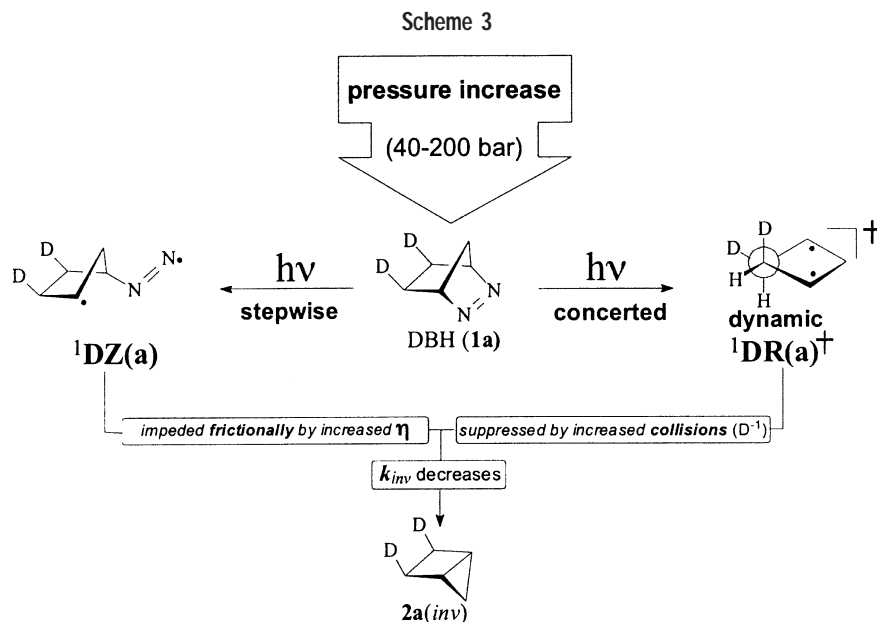 Scheme 3
pressure increase
(40-200 bar)
D
D
N
N•
¹DZ(a)
hν
stepwise
D
D
N
N
DBH (1a)
hν
concerted
D
D
H
H
‡
dynamic
¹DR(a)‡
impeded frictionally by increased η
suppressed by increased collisions (D⁻¹)
k_inv decreases
D
D
2a(inv)